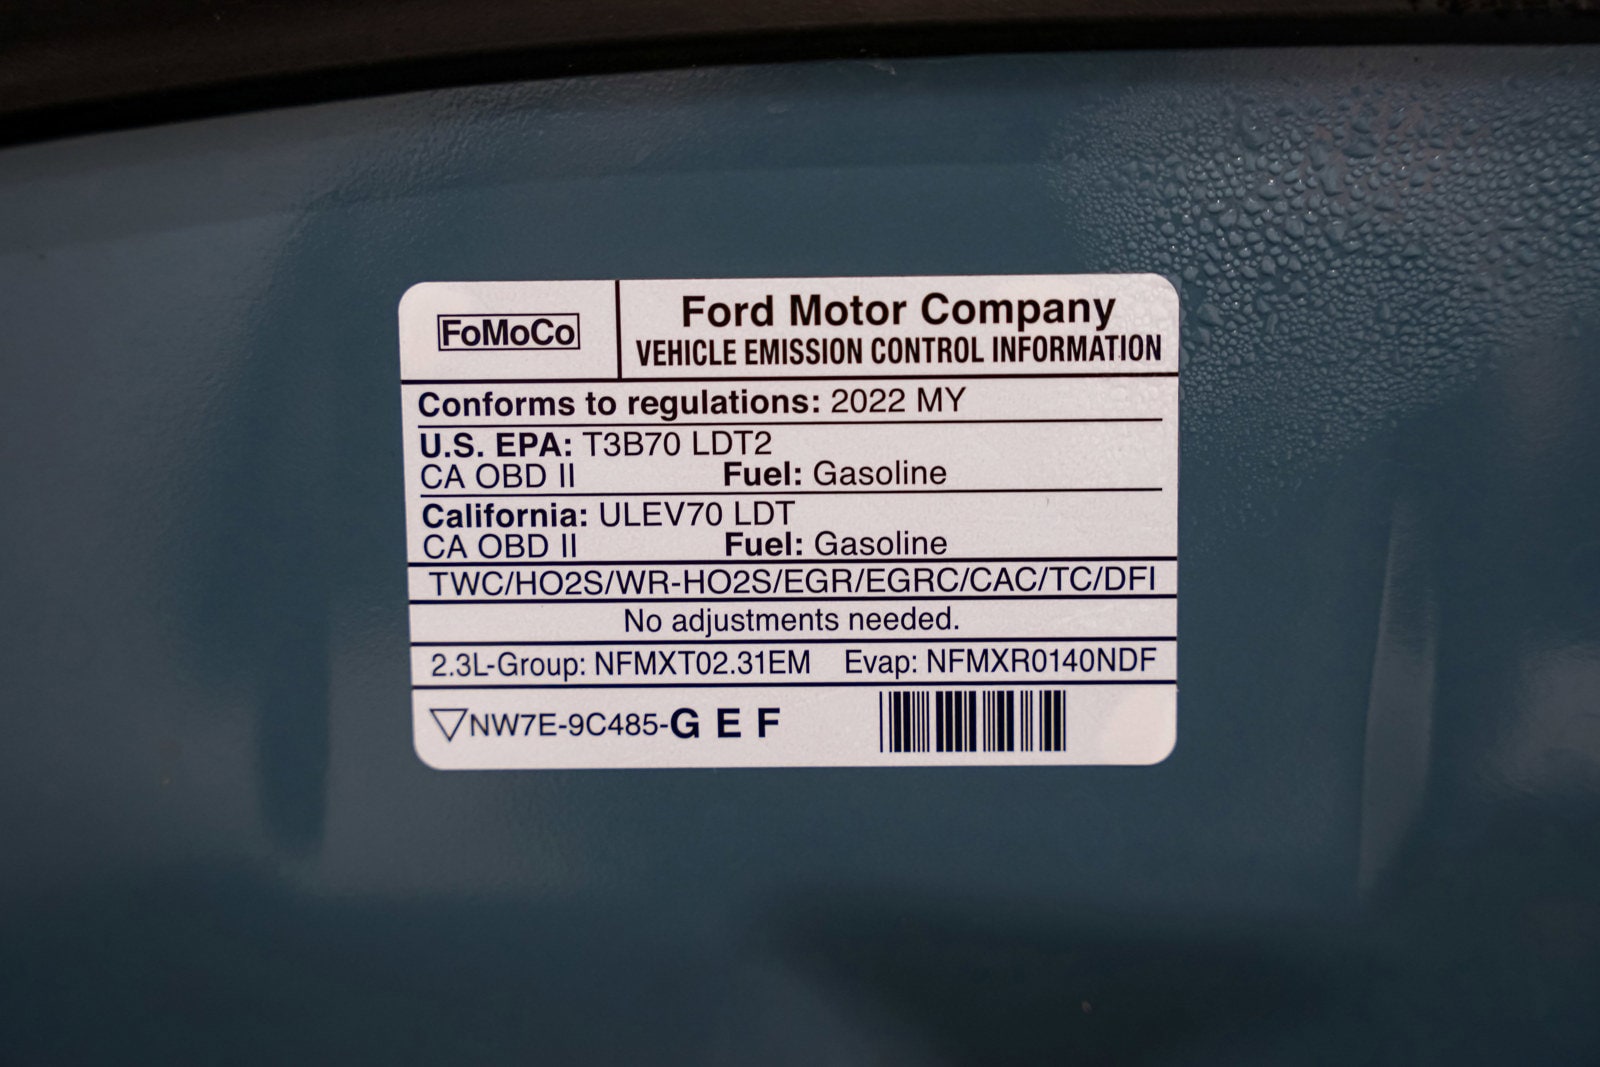 FoMoCo
Ford Motor Company
VEHICLE EMISSION CONTROL INFORMATION
Conforms to regulations: 2022 MY
U.S. EPA: T3B70 LDT2
CA OBD II Fuel: Gasoline
California: ULEV70 LDT
CA OBD II Fuel: Gasoline
TWC/HO2S/WR-HO2S/EGR/EGRC/CAC/TC/DFI
No adjustments needed.
2.3L-Group: NFMXT02.31EM Evap: NFMXR0140NDF
▽NW7E-9C485-G E F